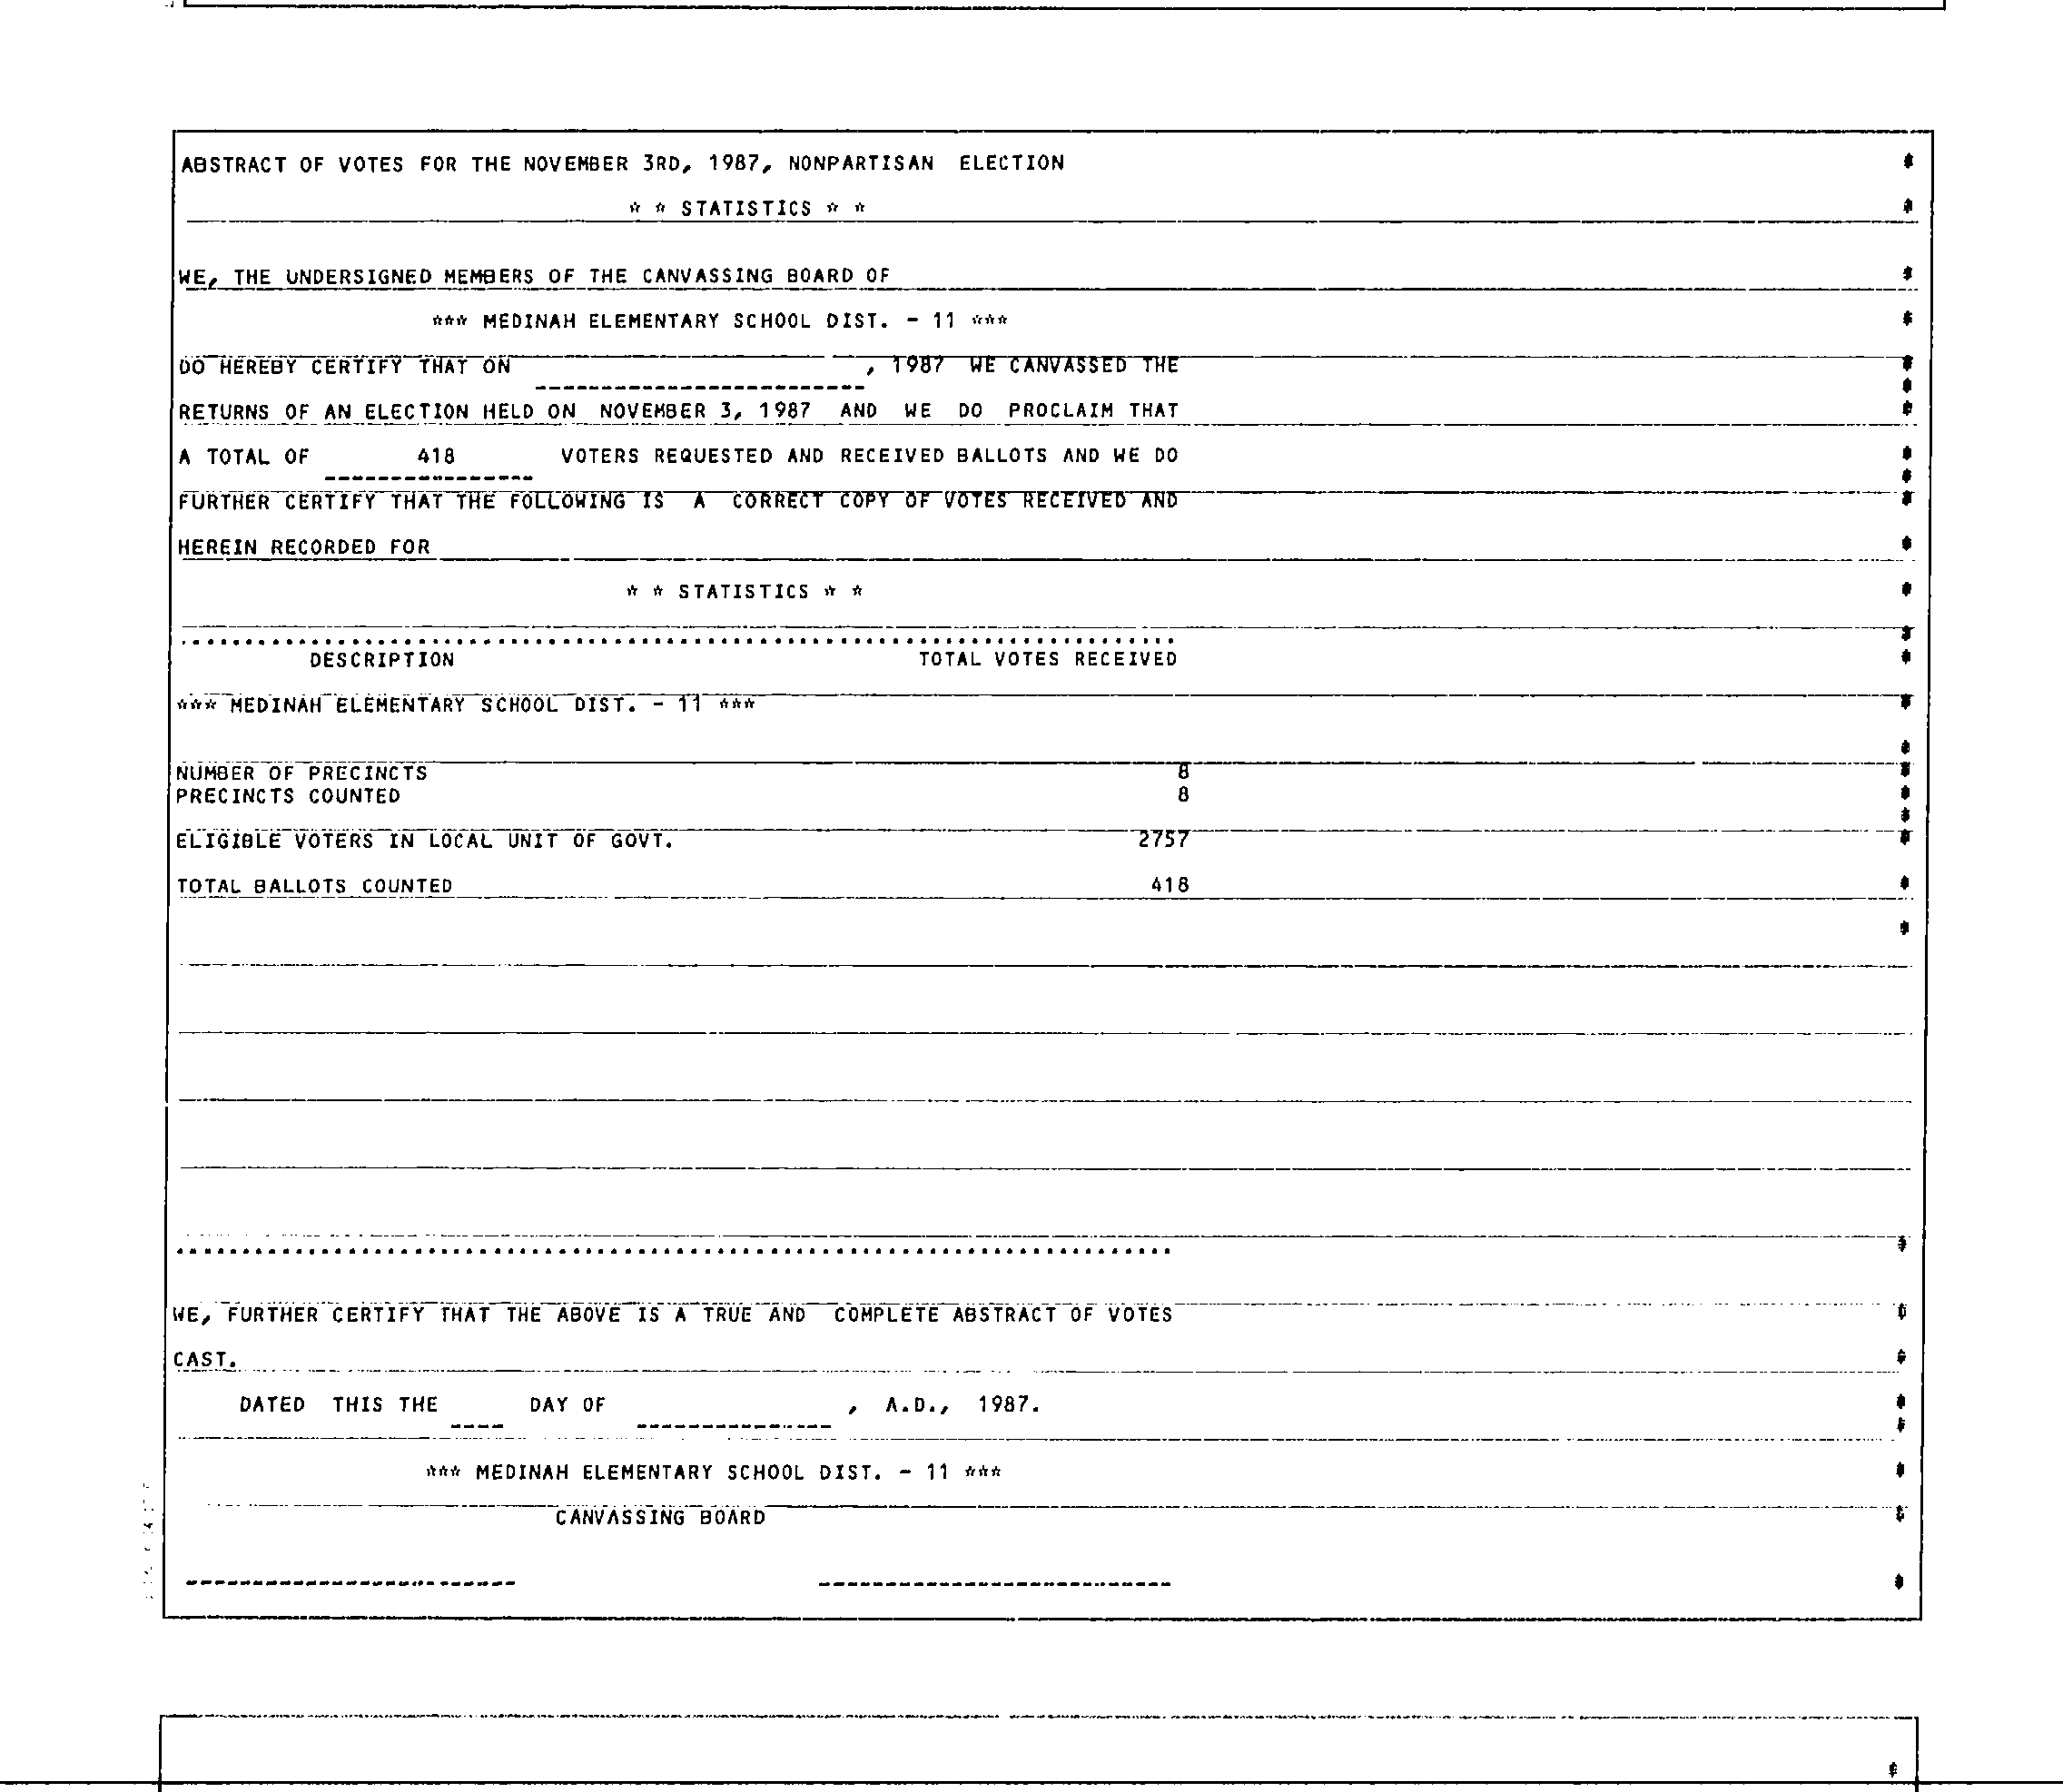 ABSTRACT OF VOTES FOR THE NOVEMBER 3RD, 1987, NONPARTISAN ELECTION
* * STATISTICS * *
WE, THE UNDERSIGNED MEMBERS OF THE CANVASSING BOARD OF
*** MEDINAH ELEMENTARY SCHOOL DIST. - 11 ***
DO HEREBY CERTIFY THAT ON , 1987 WE CANVASSED THE
RETURNS OF AN ELECTION HELD ON NOVEMBER 3, 1987 AND WE DO PROCLAIM THAT
A TOTAL OF 418 VOTERS REQUESTED AND RECEIVED BALLOTS AND WE DO
FURTHER CERTIFY THAT THE FOLLOWING IS A CORRECT COPY OF VOTES RECEIVED AND
HEREIN RECORDED FOR
* * STATISTICS * *
DESCRIPTION TOTAL VOTES RECEIVED
*** MEDINAH ELEMENTARY SCHOOL DIST. - 11 ***
NUMBER OF PRECINCTS 8
PRECINCTS COUNTED 8
ELIGIBLE VOTERS IN LOCAL UNIT OF GOVT. 2757
TOTAL BALLOTS COUNTED 418
WE, FURTHER CERTIFY THAT THE ABOVE IS A TRUE AND COMPLETE ABSTRACT OF VOTES
CAST.
DATED THIS THE ---- DAY OF --------------- , A.D., 1987.
*** MEDINAH ELEMENTARY SCHOOL DIST. - 11 ***
CANVASSING BOARD